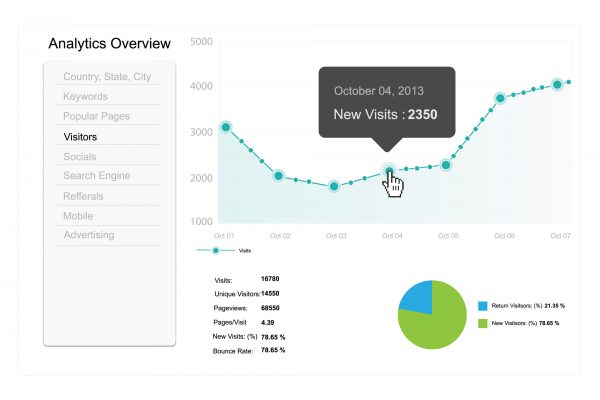 Analytics Overview
Country, State, City
Keywords
Popular Pages
Visitors
Socials
Search Engine
Refferals
Mobile
Advertising
5000
4000
3000
2000
1000
October 04, 2013
New Visits : 2350
Oct 01 Oct 02 Oct 03 Oct 04 Oct 05 Oct 06 Oct 07
Visits
Visits: 16780
Unique Visitors: 14550
Pageviews: 68550
Pages/Visit 4.39
New Visits: (%) 78.65 %
Bounce Rate: 78.65 %
Return Visitsors: (%) 21.35 %
New Visitsors: (%) 78.65 %